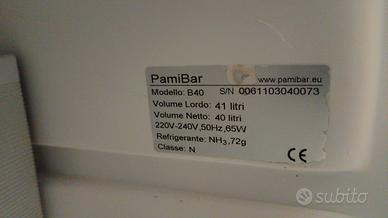 PamiBar www.pamibar.eu
Modello: B40 S/N 0061103040073
Volume Lordo: 41 litri
Volume Netto: 40 litri
220V-240V,50Hz,65W
Refrigerante: NH3,72g
Classe: N
CE
subito